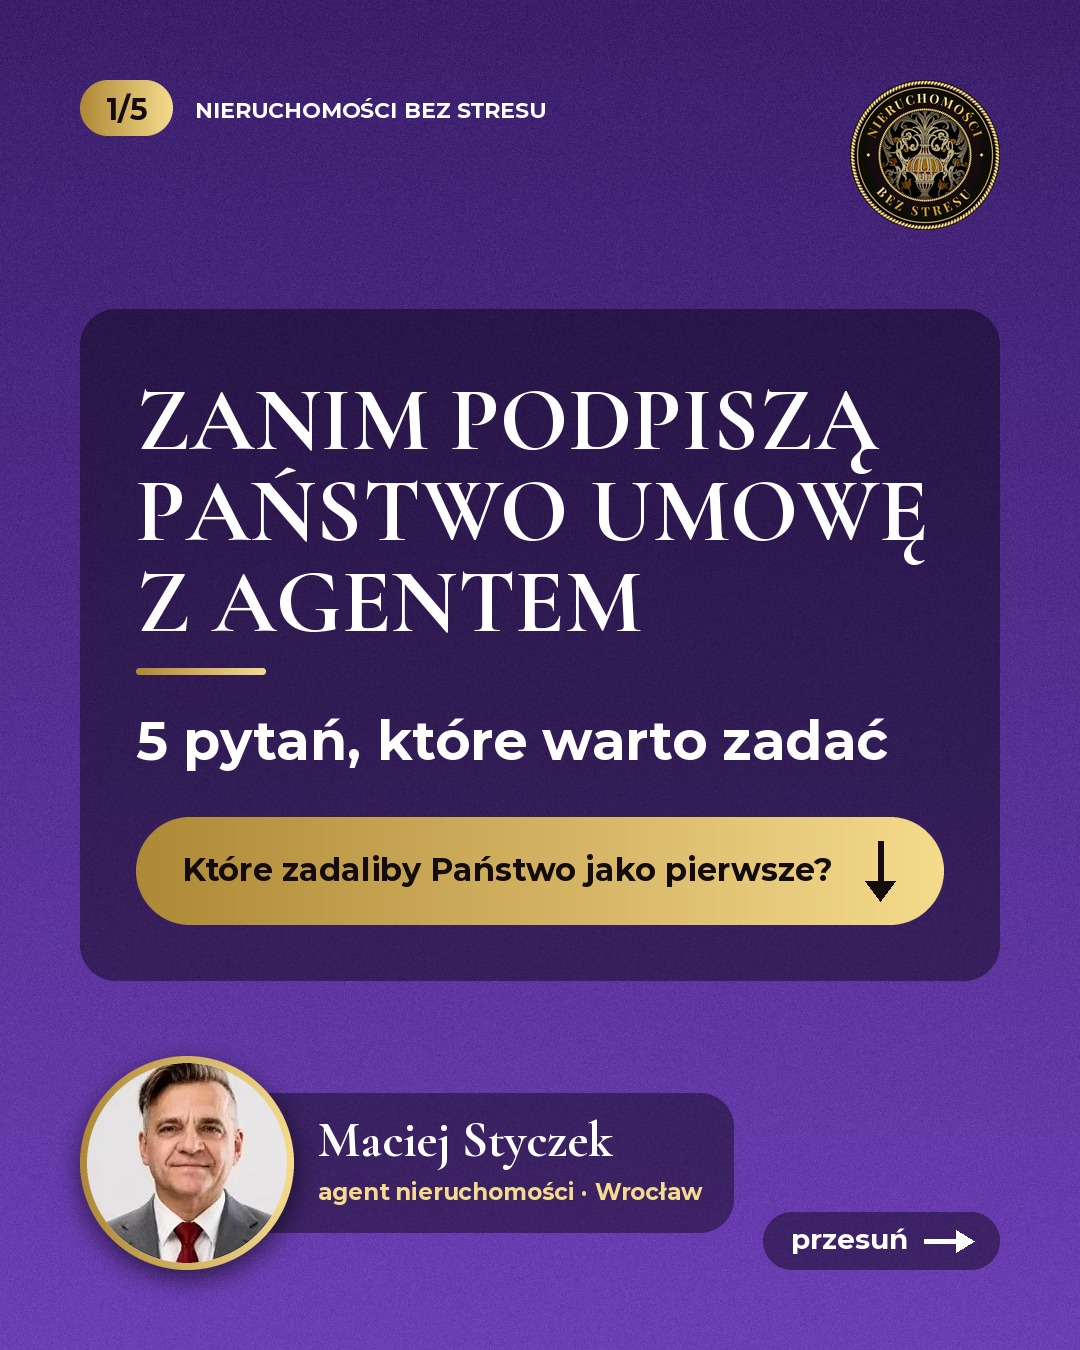 1/5
NIERUCHOMOŚCI BEZ STRESU
NIERUCHOMOŚCI
BEZ STRESU
ZANIM PODPISZĄ
PAŃSTWO UMOWĘ
Z AGENTEM
5 pytań, które warto zadać
Które zadaliby Państwo jako pierwsze?
Maciej Styczek
agent nieruchomości · Wrocław
przesuń